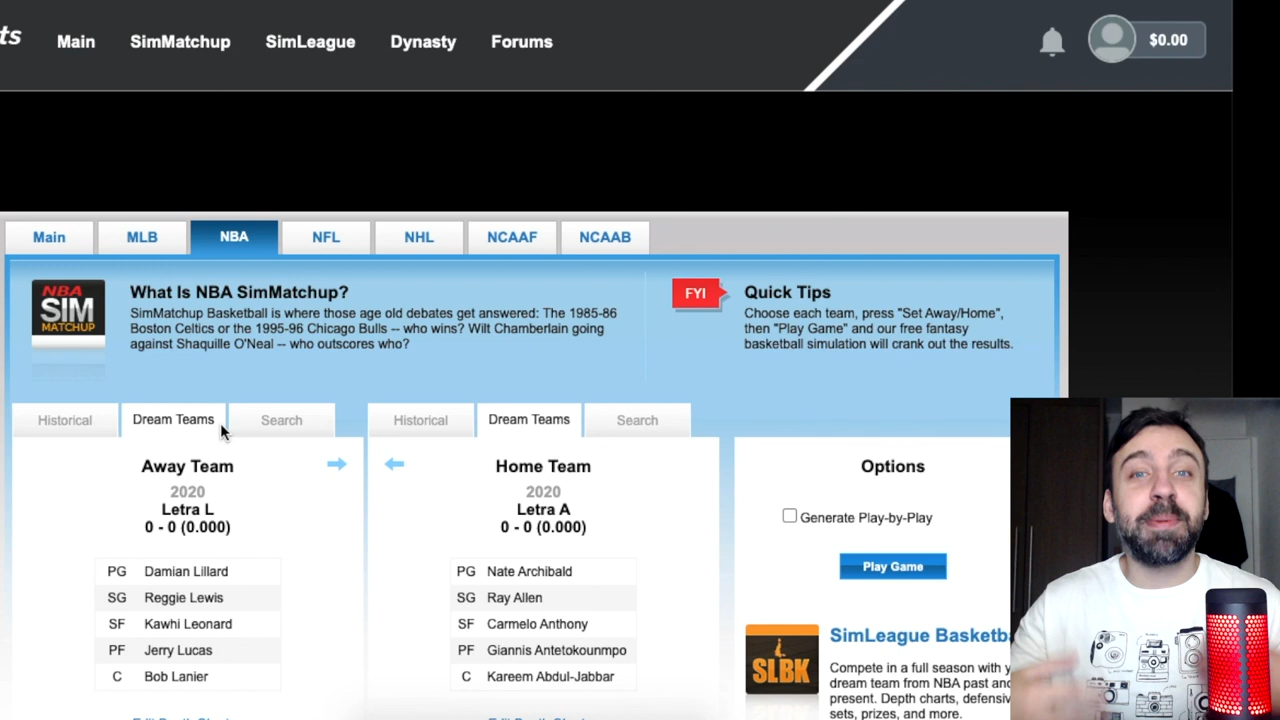 ts
Main SimMatchup SimLeague Dynasty Forums
$0.00
Main MLB NBA NFL NHL NCAAF NCAAB
NBA
SIM
MATCHUP
What Is NBA SimMatchup?
SimMatchup Basketball is where those age old debates get answered: The 1985-86
Boston Celtics or the 1995-96 Chicago Bulls -- who wins? Wilt Chamberlain going
against Shaquille O'Neal -- who outscores who?
FYI
Quick Tips
Choose each team, press "Set Away/Home",
then "Play Game" and our free fantasy
basketball simulation will crank out the results.
Historical Dream Teams Search
Away Team
2020
Letra L
0 - 0 (0.000)
PG Damian Lillard
SG Reggie Lewis
SF Kawhi Leonard
PF Jerry Lucas
C Bob Lanier
Historical Dream Teams Search
Home Team
2020
Letra A
0 - 0 (0.000)
PG Nate Archibald
SG Ray Allen
SF Carmelo Anthony
PF Giannis Antetokounmpo
C Kareem Abdul-Jabbar
Options
Generate Play-by-Play
Play Game
SLBK
SimLeague Basketb
Compete in a full season with y
dream team from NBA past and
present. Depth charts, defensiv
sets, prizes, and more.